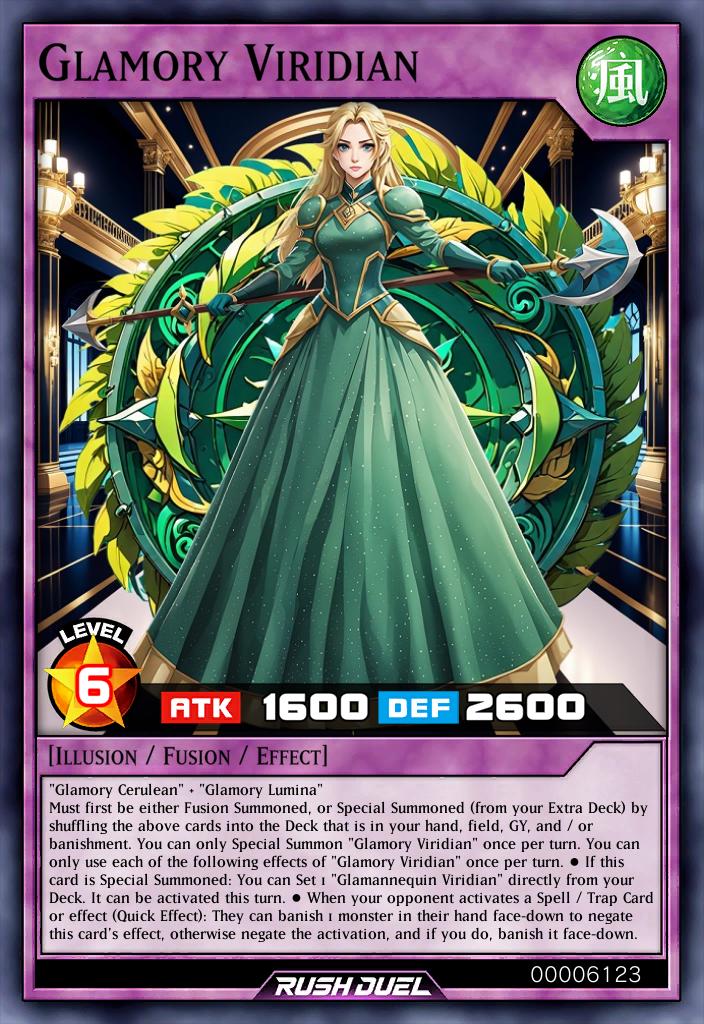 Glamory Viridian
風
LEVEL
6
ATK 1600 DEF 2600
[Illusion / Fusion / Effect]
"Glamory Cerulean" + "Glamory Lumina"
Must first be either Fusion Summoned, or Special Summoned (from your Extra Deck) by
shuffling the above cards into the Deck that is in your hand, field, GY, and / or
banishment. You can only Special Summon "Glamory Viridian" once per turn. You can
only use each of the following effects of "Glamory Viridian" once per turn. ● If this
card is Special Summoned: You can Set 1 "Glamannequin Viridian" directly from your
Deck. It can be activated this turn. ● When your opponent activates a Spell / Trap Card
or effect (Quick Effect): They can banish 1 monster in their hand face-down to negate
this card's effect, otherwise negate the activation, and if you do, banish it face-down.
00006123
RUSH DUEL